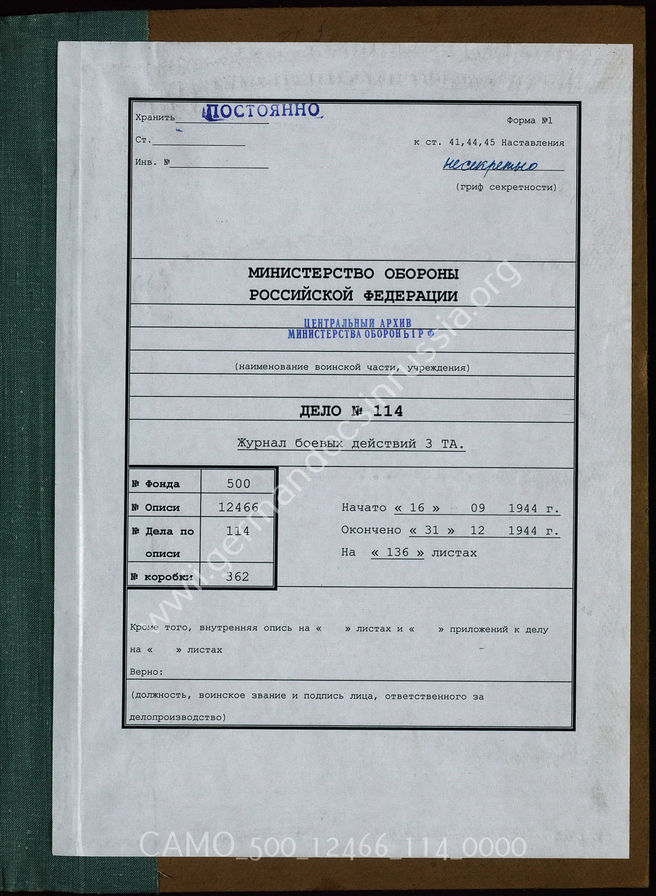 Хранить ПОСТОЯННО
Форма №1
Ст.
к ст. 41,44,45 Наставления
Инв. №
несекретно
(гриф секретности)
МИНИСТЕРСТВО ОБОРОНЫ
РОССИЙСКОЙ ФЕДЕРАЦИИ
ЦЕНТРАЛЬНЫЙ АРХИВ
МИНИСТЕРСТВА ОБОРОНЫ РФ
(наименование воинской части, учреждения)
ДЕЛО № 114
Журнал боевых действий 3 ТА.
№ Фонда 500
№ Описи 12466
№ Дела по описи 114
№ коробки 362
Начато « 16 » 09 1944 г.
Окончено « 31 » 12 1944 г.
На « 136 » листах
Кроме того, внутренняя опись на « » листах и « » приложений к делу
на « » листах
Верно:
(должность, воинское звание и подпись лица, ответственного за
делопроизводство)
www.germandocsinrussia.org
CAMO_500_12466_114_0000